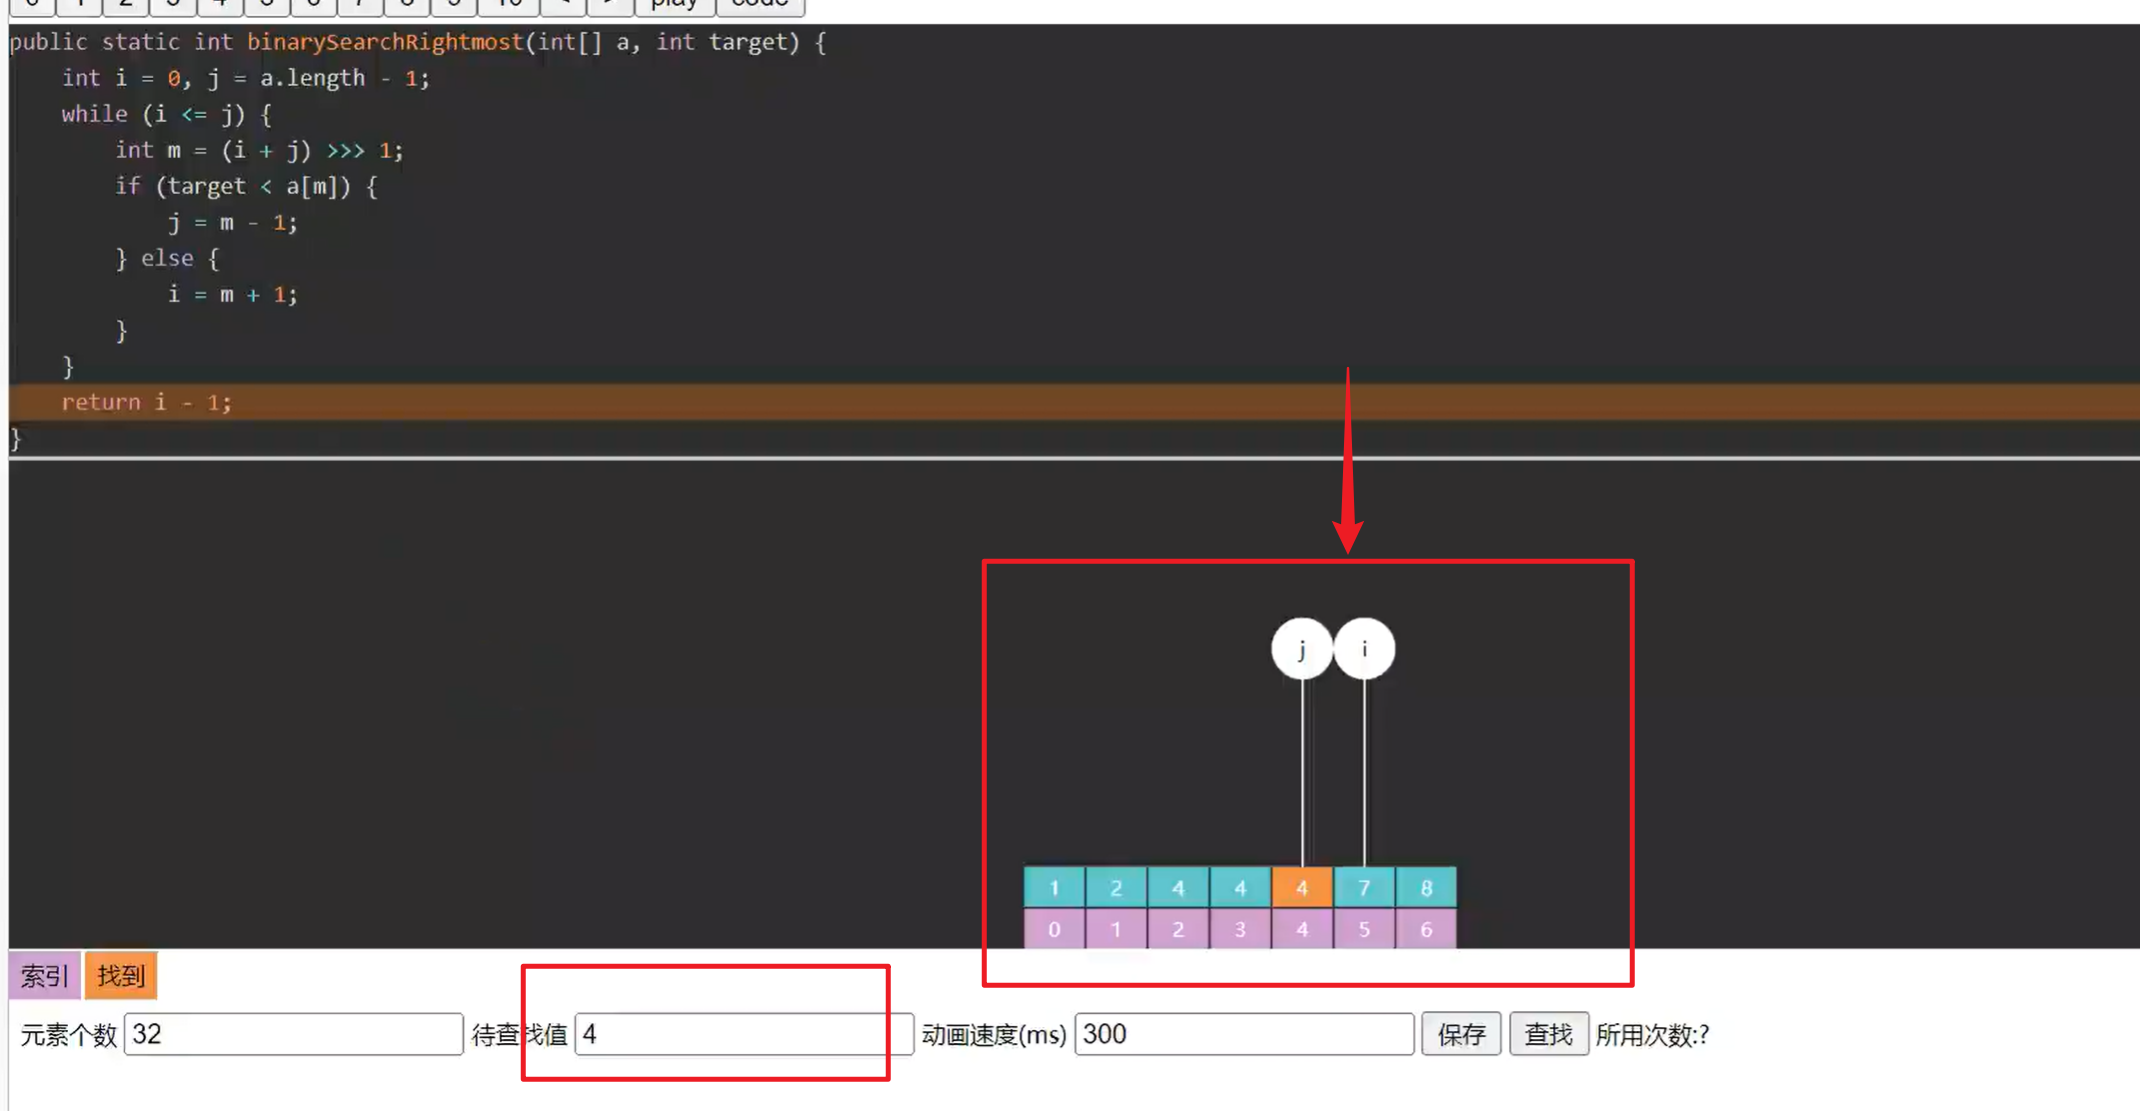 0 1 2 3 4 5 6 7 8 9 10 < > play code
public static int binarySearchRightmost(int[] a, int target) {
    int i = 0, j = a.length - 1;
    while (i <= j) {
        int m = (i + j) >>> 1;
        if (target < a[m]) {
            j = m - 1;
        } else {
            i = m + 1;
        }
    }
    return i - 1;
}
j i
1 2 4 4 4 7 8
0 1 2 3 4 5 6
索引 找到
元素个数 32 待查找值 4 动画速度(ms) 300 保存 查找 所用次数:?